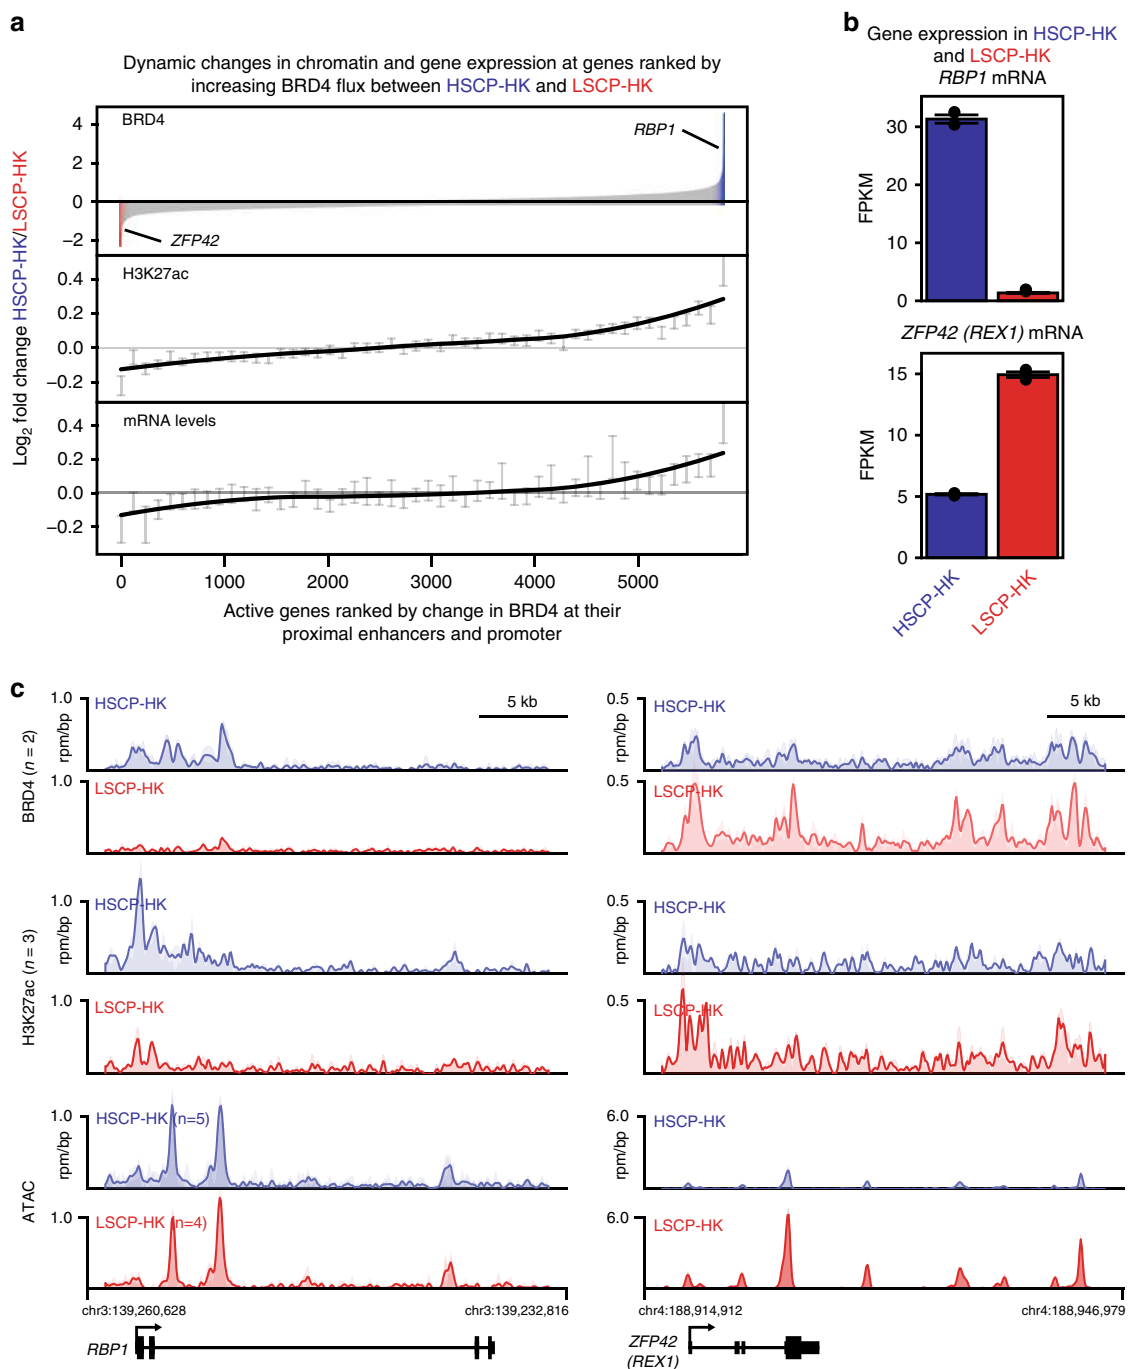 a
Dynamic changes in chromatin and gene expression at genes ranked by
increasing BRD4 flux between HSCP-HK and LSCP-HK
Log2 fold change HSCP-HK/LSCP-HK
BRD4
RBP1
ZFP42
4
2
0
−2
H3K27ac
0.4
0.2
0.0
−0.2
mRNA levels
0.4
0.2
0.0
−0.2
0 1000 2000 3000 4000 5000
Active genes ranked by change in BRD4 at their
proximal enhancers and promoter
b
Gene expression in HSCP-HK
and LSCP-HK
RBP1 mRNA
FPKM
30
20
10
0
ZFP42 (REX1) mRNA
FPKM
15
10
5
0
HSCP-HK
LSCP-HK
c
BRD4 (n = 2)
1.0
rpm/bp
HSCP-HK
5 kb
1.0
LSCP-HK
0.5
rpm/bp
HSCP-HK
5 kb
0.5
LSCP-HK
H3K27ac (n = 3)
1.0
rpm/bp
HSCP-HK
1.0
LSCP-HK
0.5
rpm/bp
HSCP-HK
0.5
LSCP-HK
ATAC
1.0
rpm/bp
HSCP-HK (n=5)
1.0
LSCP-HK (n=4)
6.0
rpm/bp
HSCP-HK
6.0
LSCP-HK
chr3:139,260,628 chr3:139,232,816
RBP1
chr4:188,914,912 chr4:188,946,979
ZFP42
(REX1)